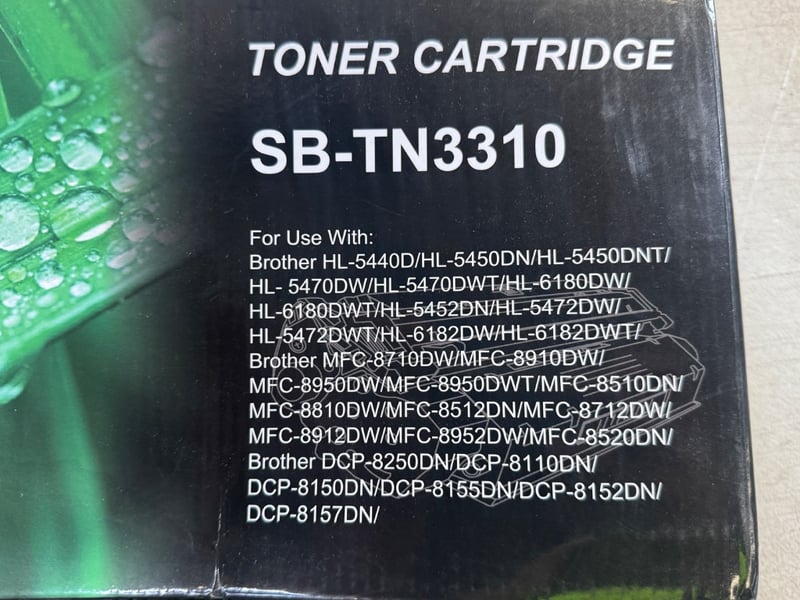 TONER CARTRIDGE
SB-TN3310
For Use With:
Brother HL-5440D/HL-5450DN/HL-5450DNT/
HL- 5470DW/HL-5470DWT/HL-6180DW/
HL-6180DWT/HL-5452DN/HL-5472DW/
HL-5472DWT/HL-6182DW/HL-6182DWT/
Brother MFC-8710DW/MFC-8910DW/
MFC-8950DW/MFC-8950DWT/MFC-8510DN/
MFC-8810DW/MFC-8512DN/MFC-8712DW/
MFC-8912DW/MFC-8952DW/MFC-8520DN/
Brother DCP-8250DN/DCP-8110DN/
DCP-8150DN/DCP-8155DN/DCP-8152DN/
DCP-8157DN/